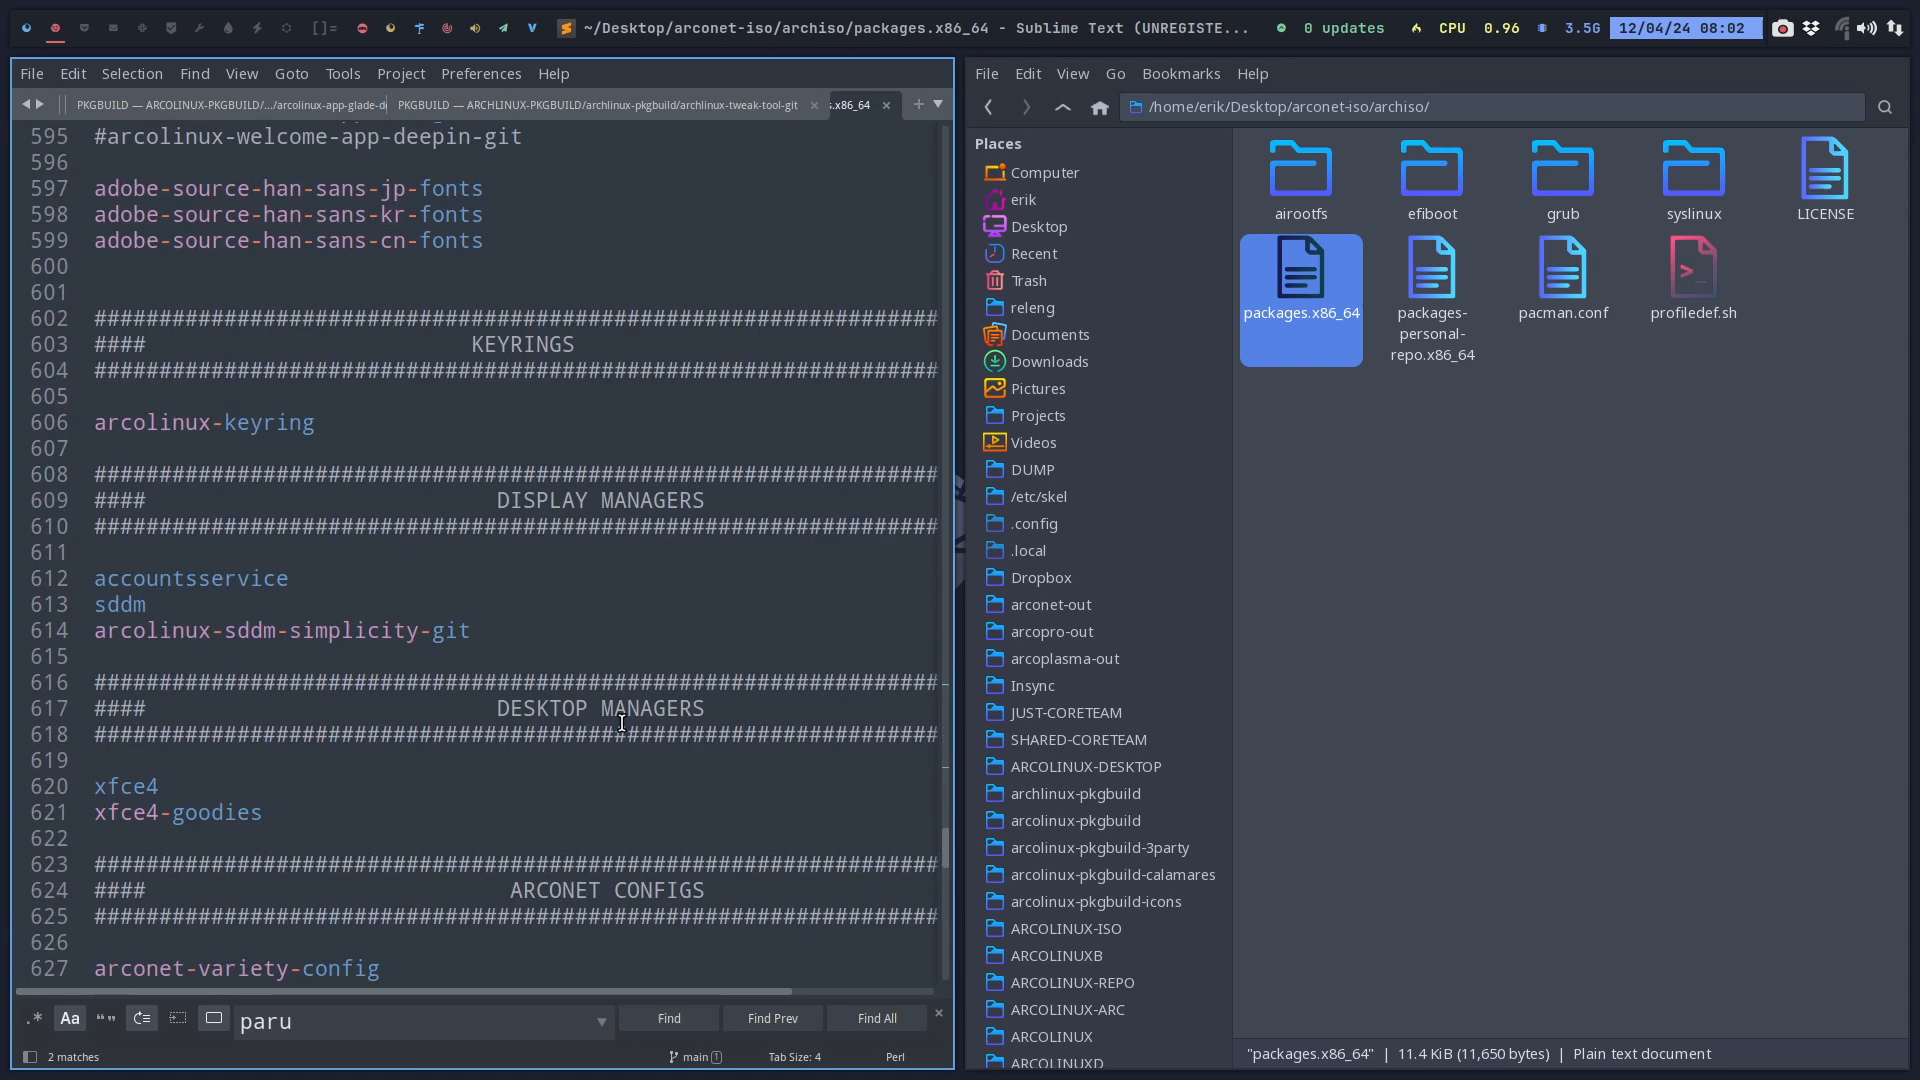 []=
V
~/Desktop/arconet-iso/archiso/packages.x86_64 - Sublime Text (UNREGISTE...
0 updates
CPU 0.96
3.5G
12/04/24 08:02
File Edit Selection Find View Goto Tools Project Preferences Help
PKGBUILD — ARCOLINUX-PKGBUILD/.../arcolinux-app-glade-d
PKGBUILD — ARCHLINUX-PKGBUILD/archlinux-pkgbuild/archlinux-tweak-tool-git
s.x86_64
595 #arcolinux-welcome-app-deepin-git
596
597 adobe-source-han-sans-jp-fonts
598 adobe-source-han-sans-kr-fonts
599 adobe-source-han-sans-cn-fonts
600
601
602 #################################################################
603 #### KEYRINGS
604 #################################################################
605
606 arcolinux-keyring
607
608 #################################################################
609 #### DISPLAY MANAGERS
610 #################################################################
611
612 accountsservice
613 sddm
614 arcolinux-sddm-simplicity-git
615
616 #################################################################
617 #### DESKTOP MANAGERS
618 #################################################################
619
620 xfce4
621 xfce4-goodies
622
623 #################################################################
624 #### ARCONET CONFIGS
625 #################################################################
626
627 arconet-variety-config
.* Aa “” paru Find Find Prev Find All
2 matches
main 1
Tab Size: 4
Perl
File Edit View Go Bookmarks Help
/home/erik/Desktop/arconet-iso/archiso/
Places
Computer
erik
Desktop
Recent
Trash
releng
Documents
Downloads
Pictures
Projects
Videos
DUMP
/etc/skel
.config
.local
Dropbox
arconet-out
arcopro-out
arcoplasma-out
Insync
JUST-CORETEAM
SHARED-CORETEAM
ARCOLINUX-DESKTOP
archlinux-pkgbuild
arcolinux-pkgbuild
arcolinux-pkgbuild-3party
arcolinux-pkgbuild-calamares
arcolinux-pkgbuild-icons
ARCOLINUX-ISO
ARCOLINUXB
ARCOLINUX-REPO
ARCOLINUX-ARC
ARCOLINUX
ARCOLINUXD
airootfs
efiboot
grub
syslinux
LICENSE
packages.x86_64
packages-
personal-
repo.x86_64
pacman.conf
profiledef.sh
"packages.x86_64" | 11.4 KiB (11,650 bytes) | Plain text document